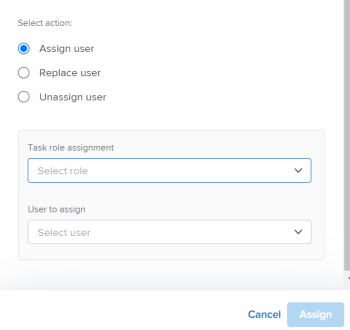 Select action:
Assign user
Replace user
Unassign user
Task role assignment
Select role
User to assign
Select user
Cancel Assign